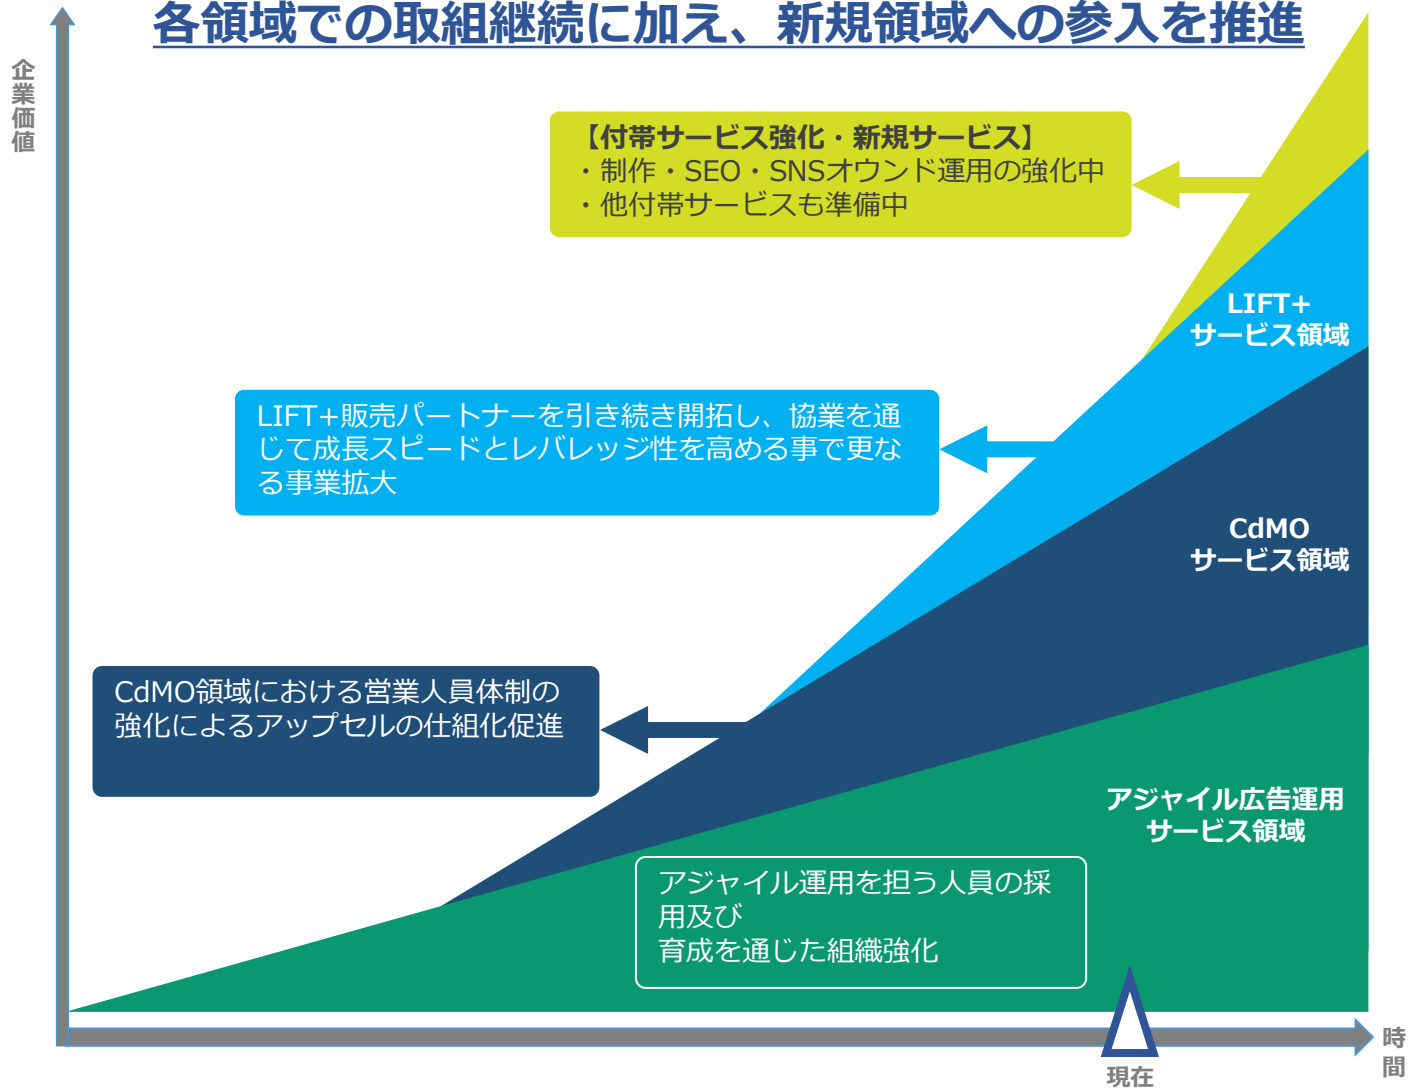 各領域での取組継続に加え、新規領域への参入を推進
企業価値
【付帯サービス強化・新規サービス】
・制作・SEO・SNSオウンド運用の強化中
・他付帯サービスも準備中
LIFT+
サービス領域
LIFT+販売パートナーを引き続き開拓し、協業を通
じて成長スピードとレバレッジ性を高める事で更な
る事業拡大
CdMO
サービス領域
CdMO領域における営業人員体制の
強化によるアップセルの仕組化促進
アジャイル広告運用
サービス領域
アジャイル運用を担う人員の採
用及び
育成を通じた組織強化
時
間
現在